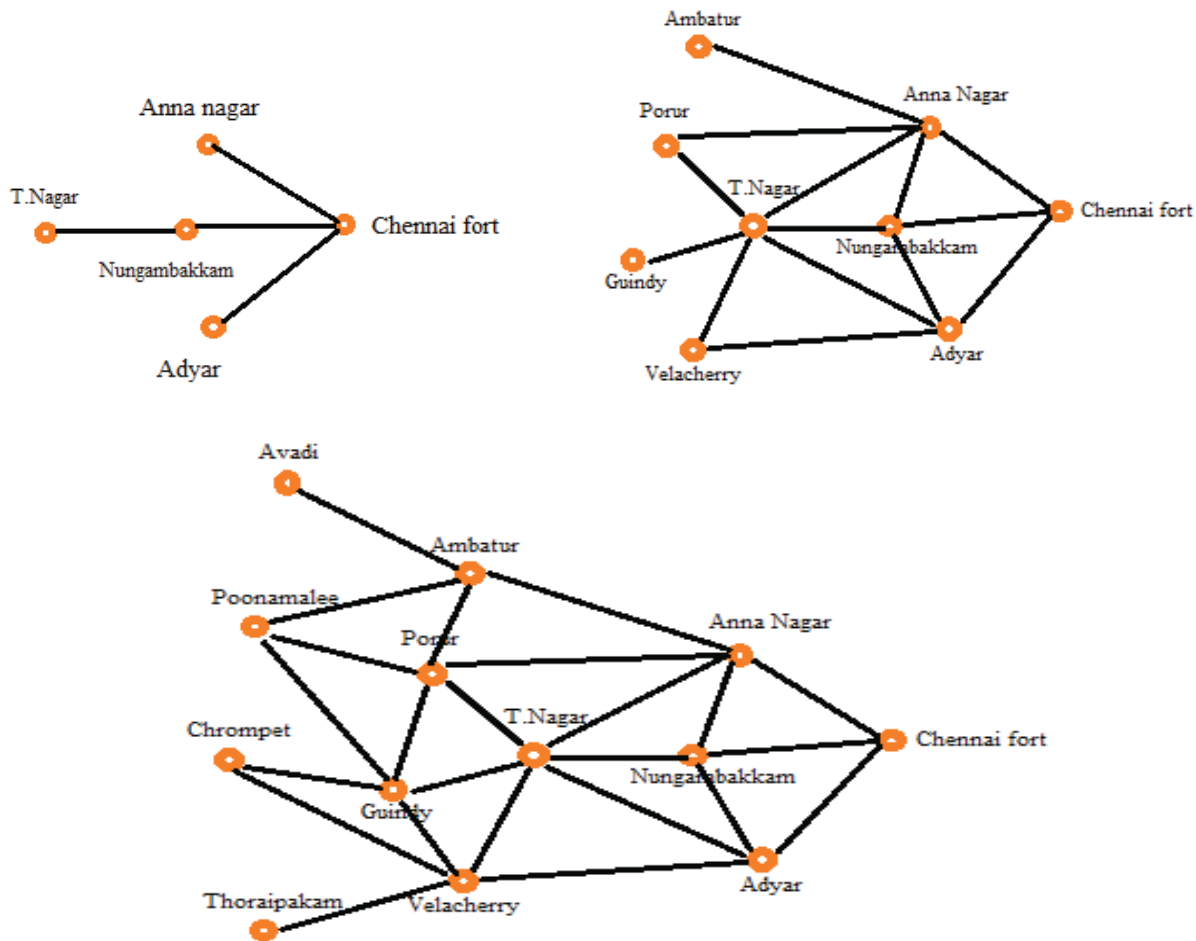 Anna nagar
T.Nagar
Chennai fort
Nungambakkam
Adyar
Ambatur
Anna Nagar
Porur
T.Nagar
Chennai fort
Nungambakkam
Guindy
Adyar
Velacherry
Avadi
Ambatur
Poonamalee
Anna Nagar
Porur
T.Nagar
Chrompet
Chennai fort
Nungambakkam
Guindy
Adyar
Thoraipakam
Velacherry